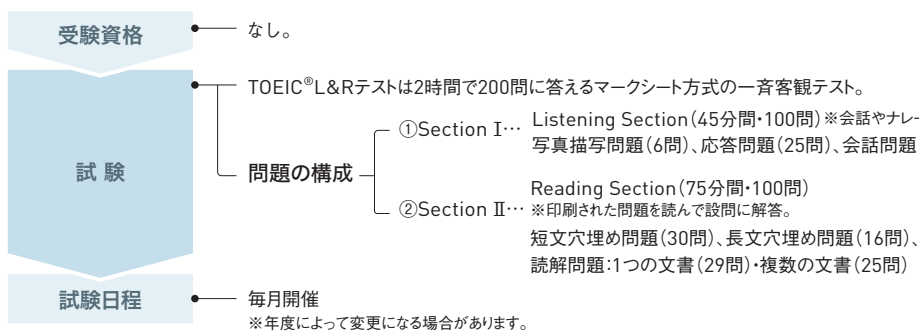 受験資格
なし。
試験
TOEIC®L&Rテストは2時間で200問に答えるマークシート方式の一斉客観テスト。
問題の構成
①Section Ⅰ… Listening Section(45分間・100問)※会話やナレー
写真描写問題(6問)、応答問題(25問)、会話問題
②Section Ⅱ… Reading Section(75分間・100問)
※印刷された問題を読んで設問に解答。
短文穴埋め問題(30問)、長文穴埋め問題(16問)、
読解問題:1つの文書(29問)・複数の文書(25問)
試験日程
毎月開催
※年度によって変更になる場合があります。